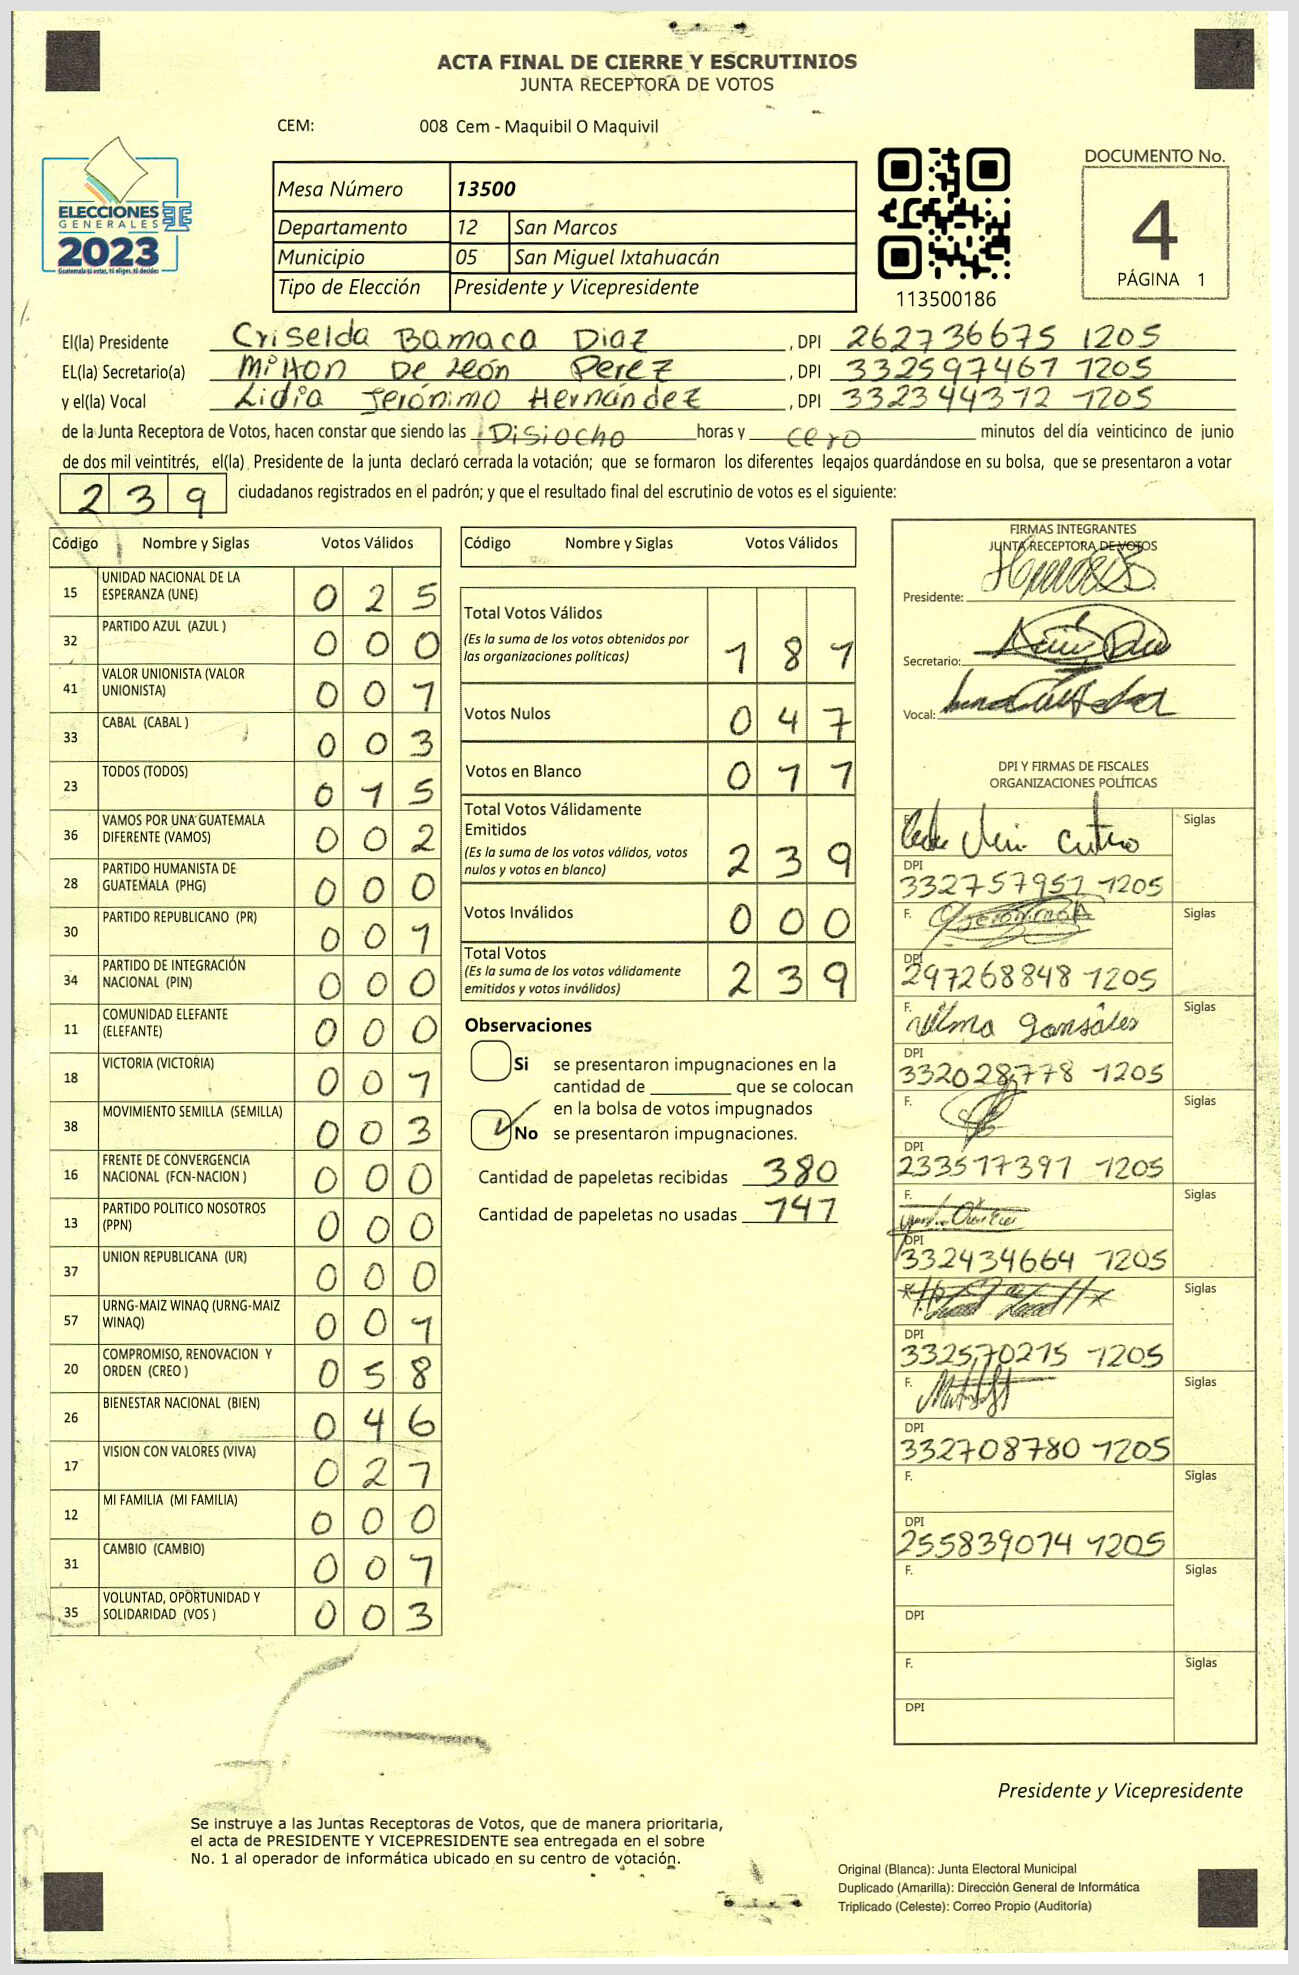 ACTA FINAL DE CIERRE Y ESCRUTINIOS
JUNTA RECEPTORA DE VOTOS
CEM: 008 Cem - Maquibil O Maquivil
ELECCIONES
GENERALES
2023
Guatemala tú votas, tú eliges, tú decides
Mesa Número 13500
Departamento 12 San Marcos
Municipio 05 San Miguel Ixtahuacán
Tipo de Elección Presidente y Vicepresidente
113500186
DOCUMENTO No.
4
PÁGINA 1
El(la) Presidente Criselda Bamaca Diaz , DPI 262736675 1205
EL(la) Secretario(a) Milton De León Perez , DPI 332597467 1205
y el(la) Vocal Lidia Jerónimo Hernández , DPI 332344372 1205
de la Junta Receptora de Votos, hacen constar que siendo las Disiocho horas y cero minutos del día veinticinco de junio
de dos mil veintitrés, el(la) Presidente de la junta declaró cerrada la votación; que se formaron los diferentes legajos guardándose en su bolsa, que se presentaron a votar
239 ciudadanos registrados en el padrón; y que el resultado final del escrutinio de votos es el siguiente:
Código Nombre y Siglas Votos Válidos
15 UNIDAD NACIONAL DE LA ESPERANZA (UNE) 0 2 5
32 PARTIDO AZUL (AZUL ) 0 0 0
41 VALOR UNIONISTA (VALOR UNIONISTA) 0 0 1
33 CABAL (CABAL ) 0 0 3
23 TODOS (TODOS) 0 1 5
36 VAMOS POR UNA GUATEMALA DIFERENTE (VAMOS) 0 0 2
28 PARTIDO HUMANISTA DE GUATEMALA (PHG) 0 0 0
30 PARTIDO REPUBLICANO (PR) 0 0 1
34 PARTIDO DE INTEGRACIÓN NACIONAL (PIN) 0 0 0
11 COMUNIDAD ELEFANTE (ELEFANTE) 0 0 0
18 VICTORIA (VICTORIA) 0 0 1
38 MOVIMIENTO SEMILLA (SEMILLA) 0 0 3
16 FRENTE DE CONVERGENCIA NACIONAL (FCN-NACION ) 0 0 0
13 PARTIDO POLITICO NOSOTROS (PPN) 0 0 0
37 UNION REPUBLICANA (UR) 0 0 0
57 URNG-MAIZ WINAQ (URNG-MAIZ WINAQ) 0 0 1
20 COMPROMISO, RENOVACION Y ORDEN (CREO ) 0 5 8
26 BIENESTAR NACIONAL (BIEN) 0 4 6
17 VISION CON VALORES (VIVA) 0 2 1
12 MI FAMILIA (MI FAMILIA) 0 0 0
31 CAMBIO (CAMBIO) 0 0 1
35 VOLUNTAD, OPORTUNIDAD Y SOLIDARIDAD (VOS ) 0 0 3
Código Nombre y Siglas Votos Válidos
Total Votos Válidos 1 8 1
(Es la suma de los votos obtenidos por
las organizaciones políticas)
Votos Nulos 0 4 7
Votos en Blanco 0 1 1
Total Votos Válidamente
Emitidos
(Es la suma de los votos válidos, votos
nulos y votos en blanco) 2 3 9
Votos Inválidos 0 0 0
Total Votos
(Es la suma de los votos válidamente
emitidos y votos inválidos) 2 3 9
Observaciones
Si se presentaron impugnaciones en la
cantidad de ________ que se colocan
en la bolsa de votos impugnados
No se presentaron impugnaciones.
Cantidad de papeletas recibidas 380
Cantidad de papeletas no usadas 141
FIRMAS INTEGRANTES
JUNTA RECEPTORA DE VOTOS
Presidente:
Secretario:
Vocal:
DPI Y FIRMAS DE FISCALES
ORGANIZACIONES POLÍTICAS
F. Siglas
DPI
332757951 1205
F. Siglas
DPI
297268848 1205
F. Vilma gonsáles Siglas
DPI
332028778 1205
F. Siglas
DPI
233517391 1205
F. Siglas
DPI
332434664 1205
Siglas
DPI
332570215 1205
F. Siglas
DPI
332708780 1205
F. Siglas
DPI
255839074 1205
F. Siglas
DPI
F. Siglas
DPI
Presidente y Vicepresidente
Se instruye a las Juntas Receptoras de Votos, que de manera prioritaria,
el acta de PRESIDENTE Y VICEPRESIDENTE sea entregada en el sobre
No. 1 al operador de informática ubicado en su centro de votación.
Original (Blanca): Junta Electoral Municipal
Duplicado (Amarilla): Dirección General de Informática
Triplicado (Celeste): Correo Propio (Auditoría)